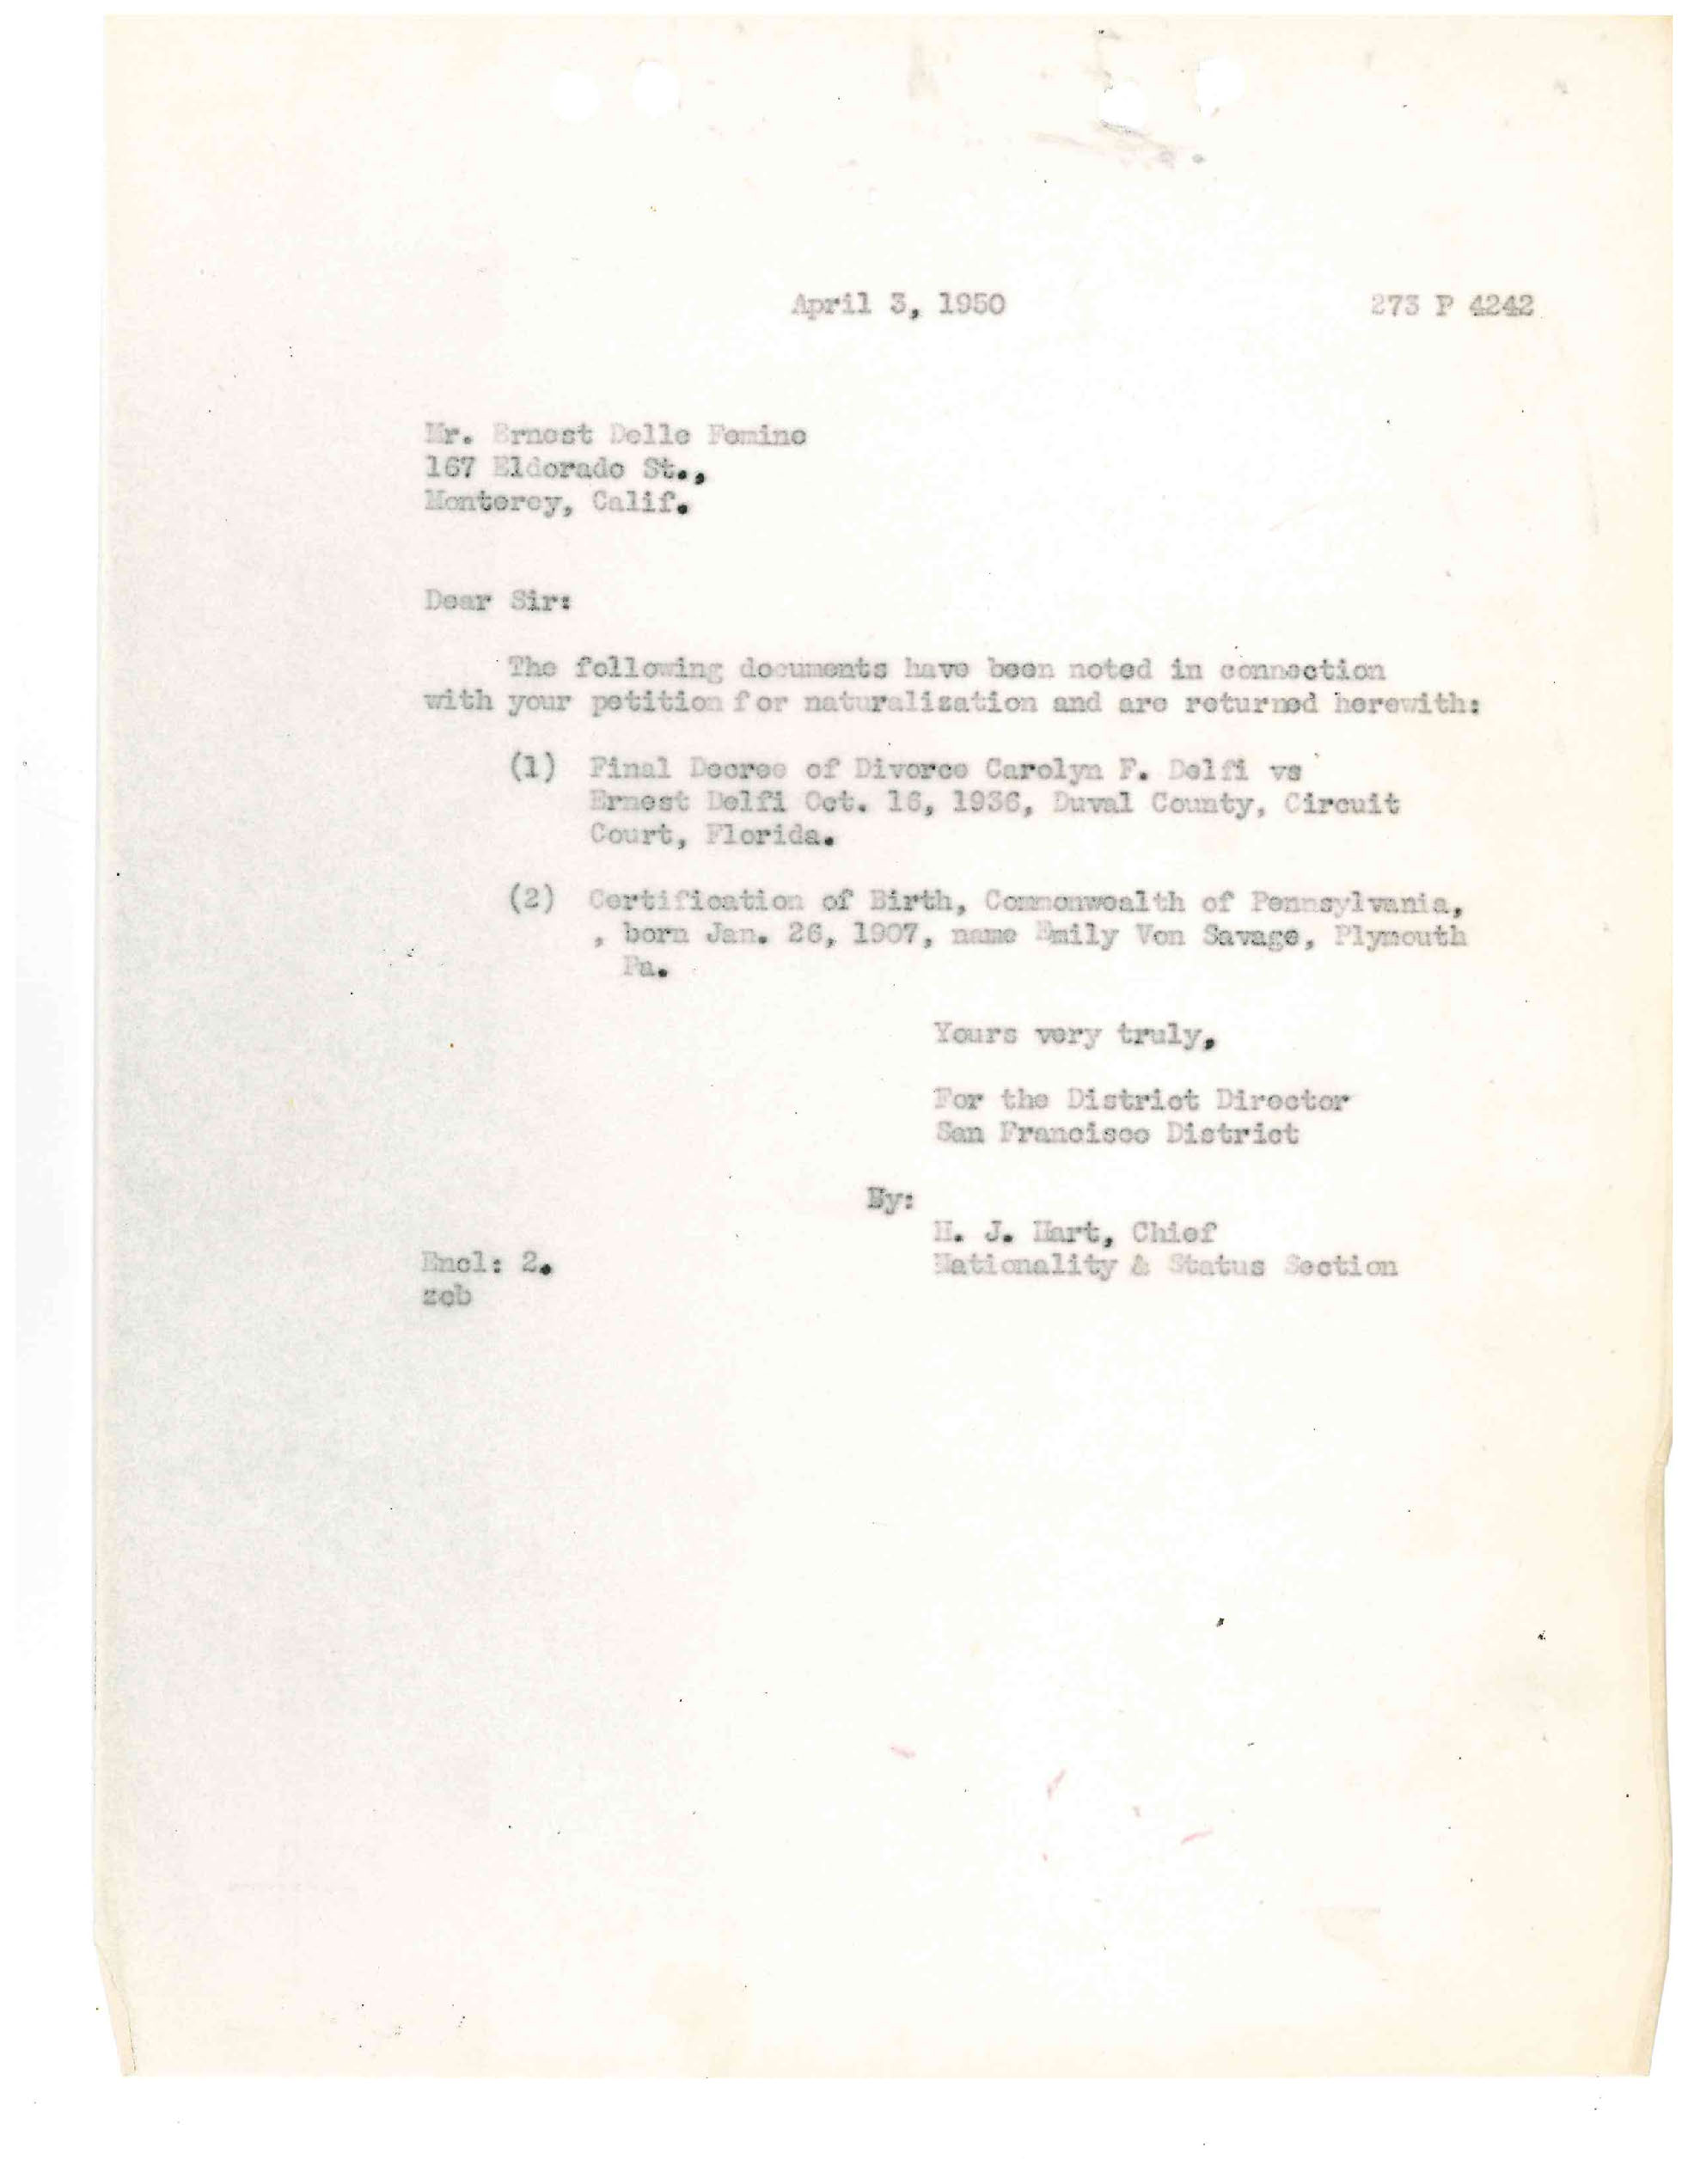 April 3, 1950 273 P 4242
Mr. Ernest Delle Femine
167 Eldorado St.,
Monterey, Calif.
Dear Sir:
The following documents have been noted in connection
with your petition for naturalization and are returned herewith:
(1) Final Decree of Divorce Carolyn F. Delfi vs
Ernest Delfi Oct. 16, 1936, Duval County, Circuit
Court, Florida.
(2) Certification of Birth, Commonwealth of Pennsylvania,
, born Jan. 26, 1907, name Emily Von Savage, Plymouth
Pa.
Yours very truly,
For the District Director
San Francisco District
By:
H. J. Hart, Chief
Encl: 2. Nationality & Status Section
zcb